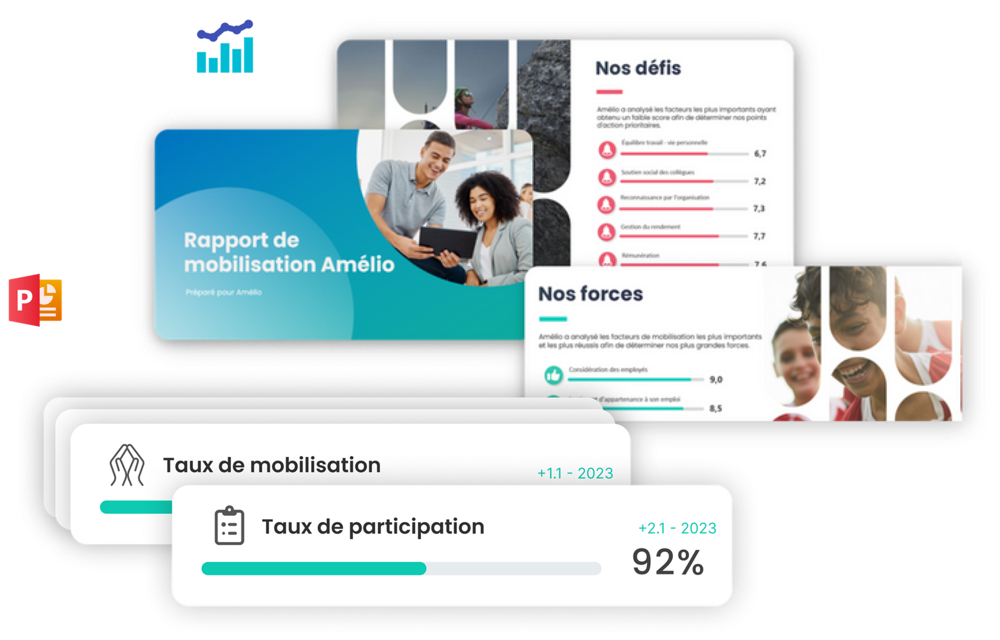 Nos défis
Amélio a analysé les facteurs les plus importants ayant
obtenu un faible score afin de déterminer nos points
d'action prioritaires.
Équilibre travail - vie personnelle
6,7
Soutien social des collègues
7,2
Reconnaissance par l'organisation
7,3
Gestion du rendement
7,7
Rémunération
7,6
Rapport de
mobilisation Amélio
Préparé pour Amélio
P
Nos forces
Amélio a analysé les facteurs de mobilisation les plus importants
et les plus réussis afin de déterminer nos plus grandes forces.
Considération des employés
9,0
d'appartenance à son emploi
8,5
Taux de mobilisation
+1.1 - 2023
Taux de participation
+2.1 - 2023
92%